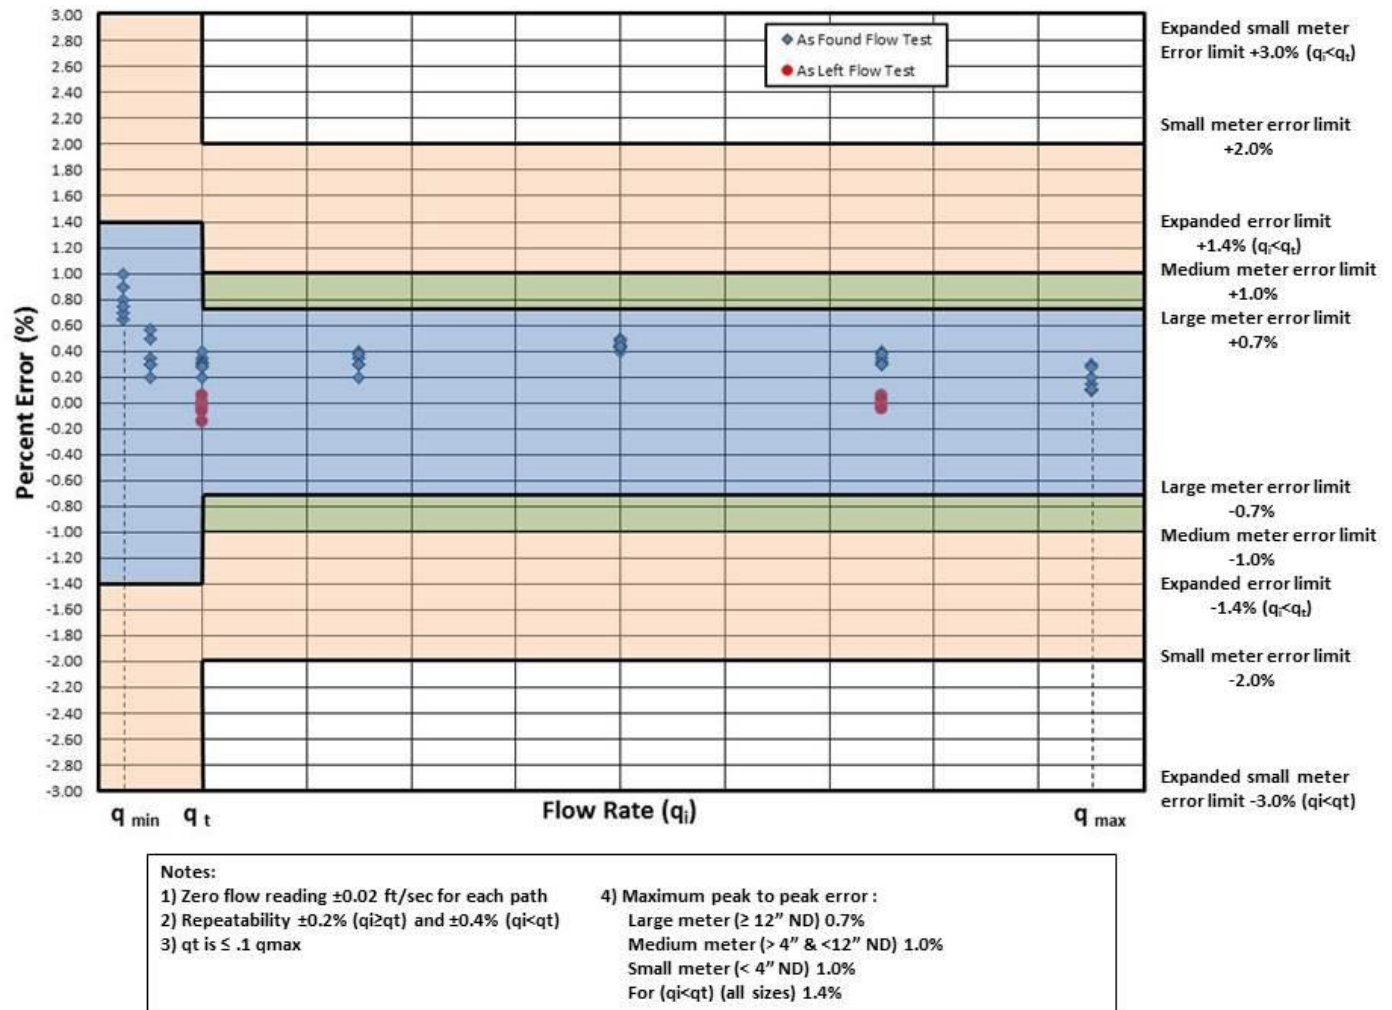 3.00
2.80
2.60
2.40
2.20
2.00
1.80
1.60
1.40
1.20
1.00
0.80
0.60
0.40
0.20
0.00
-0.20
-0.40
-0.60
-0.80
-1.00
-1.20
-1.40
-1.60
-1.80
-2.00
-2.20
-2.40
-2.60
-2.80
-3.00
Percent Error (%)
As Found Flow Test
As Left Flow Test
Expanded small meter
Error limit +3.0% (qi<qt)
Small meter error limit
+2.0%
Expanded error limit
+1.4% (qi<qt)
Medium meter error limit
+1.0%
Large meter error limit
+0.7%
Large meter error limit
-0.7%
Medium meter error limit
-1.0%
Expanded error limit
-1.4% (qi<qt)
Small meter error limit
-2.0%
Expanded small meter
error limit -3.0% (qi<qt)
q min
q t
Flow Rate (qi)
q max
Notes:
1) Zero flow reading ±0.02 ft/sec for each path
2) Repeatability ±0.2% (qi≥qt) and ±0.4% (qi<qt)
3) qt is ≤ .1 qmax
4) Maximum peak to peak error :
Large meter (≥ 12” ND) 0.7%
Medium meter (> 4” & <12” ND) 1.0%
Small meter (< 4” ND) 1.0%
For (qi<qt) (all sizes) 1.4%